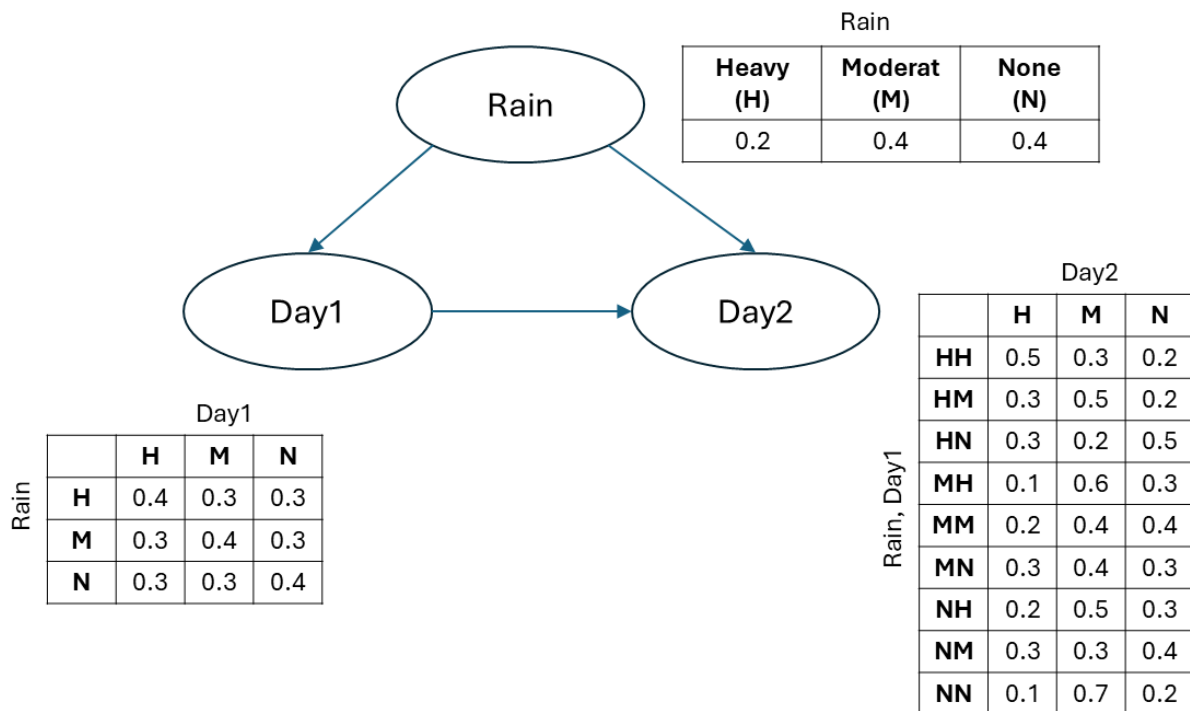 Rain
Heavy (H) Moderat (M) None (N)
0.2 0.4 0.4
Rain
Day1
Day2
Day2
H M N
HH 0.5 0.3 0.2
HM 0.3 0.5 0.2
HN 0.3 0.2 0.5
MH 0.1 0.6 0.3
MM 0.2 0.4 0.4
MN 0.3 0.4 0.3
NH 0.2 0.5 0.3
NM 0.3 0.3 0.4
NN 0.1 0.7 0.2
Rain, Day1
Day1
H M N
H 0.4 0.3 0.3
M 0.3 0.4 0.3
N 0.3 0.3 0.4
Rain